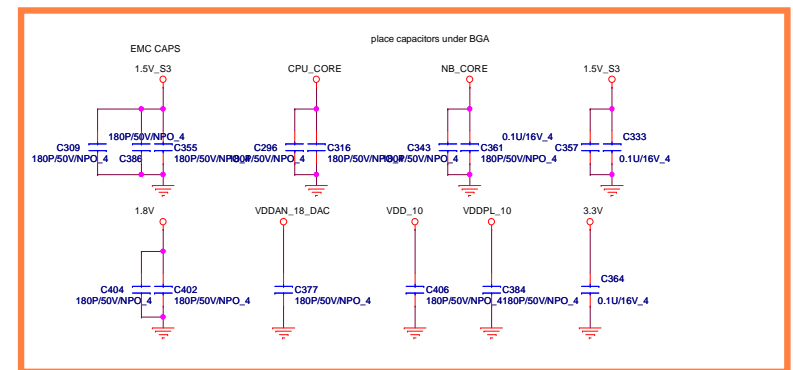 place capacitors under BGA
EMC CAPS
1.5V_S3
CPU_CORE
NB_CORE
1.5V_S3
180P/50V/NPO_4
0.1U/16V_4
C309
C355
C296
C316
C343
C361
C357
C333
180P/50V/NPO_4
C386
180P/50V/NPO_4
180P/50V/NPO_4
180P/50V/NPO_4
180P/50V/NPO_4
180P/50V/NPO_4
0.1U/16V_4
1.8V
VDDAN_18_DAC
VDD_10
VDDPL_10
3.3V
C404
C402
C377
C406
C384
C364
180P/50V/NPO_4
180P/50V/NPO_4
180P/50V/NPO_4
180P/50V/NPO_4
180P/50V/NPO_4
0.1U/16V_4